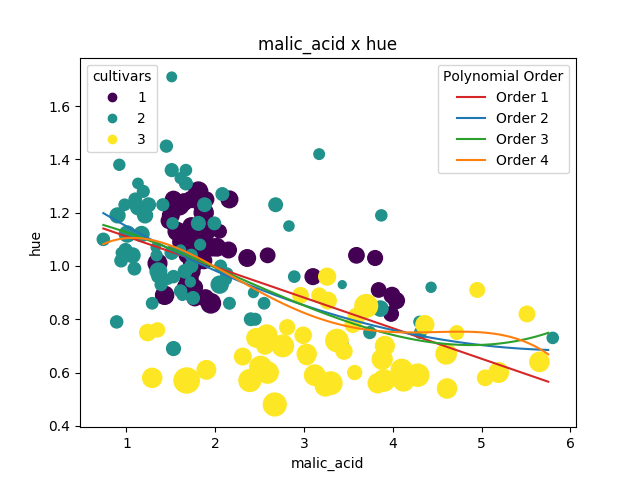 malic_acid x hue
cultivars
1
2
3
Polynomial Order
Order 1
Order 2
Order 3
Order 4
1.6
1.4
1.2
1.0
0.8
0.6
0.4
hue
1 2 3 4 5 6
malic_acid